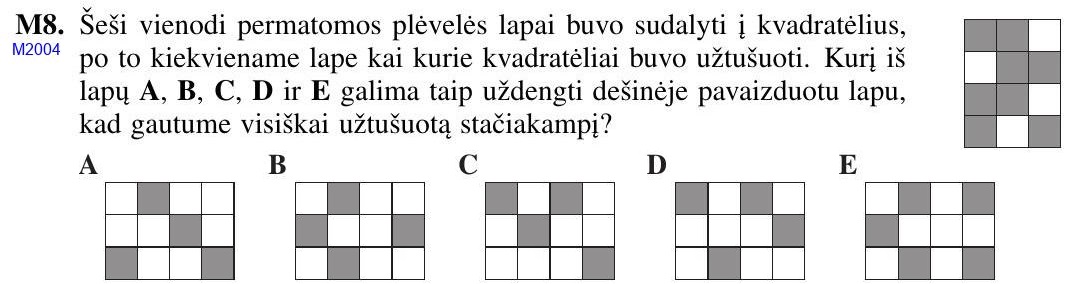 M8. Šeši vienodi permatomos plėvelės lapai buvo sudalyti į kvadratėlius,
M2004
po to kiekviename lape kai kurie kvadratėliai buvo užtušuoti. Kurį iš
lapų A, B, C, D ir E galima taip uždengti dešinėje pavaizduotu lapu,
kad gautume visiškai užtušuotą stačiakampį?
A B C D E